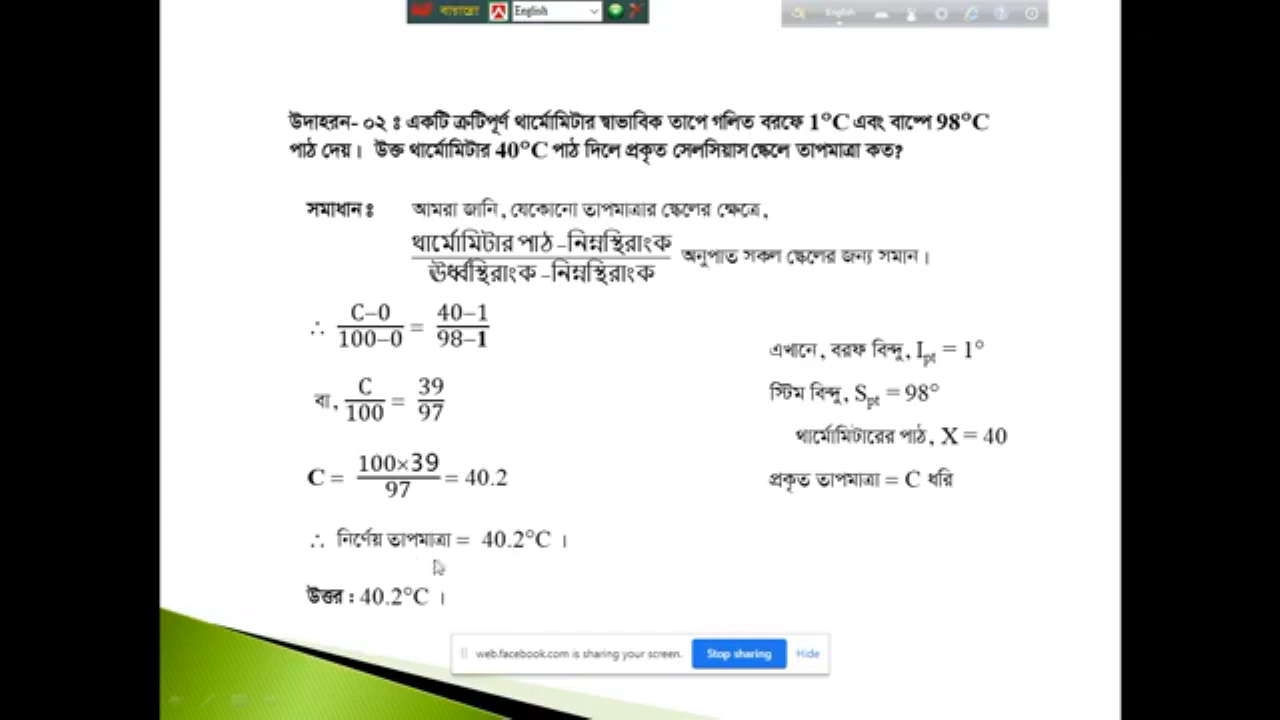 English
English
উদাহরন- ০২ ঃ একটি ত্রুটিপূর্ণ থার্মোমিটার স্বাভাবিক তাপে গলিত বরফে 1°C এবং বাষ্পে 98°C
পাঠ দেয়। উক্ত থার্মোমিটার 40°C পাঠ দিলে প্রকৃত সেলসিয়াস স্কেলে তাপমাত্রা কত?
সমাধান ঃ আমরা জানি, যেকোনো তাপমাত্রার স্কেলের ক্ষেত্রে,
থার্মোমিটার পাঠ –নিম্নস্থিরাংক
ঊর্ধ্বস্থিরাংক –নিম্নস্থিরাংক
অনুপাত সকল স্কেলের জন্য সমান।
∴ C–0/100–0 = 40–1/98–1
বা, C/100 = 39/97
C = 100×39/97 = 40.2
∴ নির্ণেয় তাপমাত্রা = 40.2°C ।
উত্তর : 40.2°C ।
এখানে, বরফ বিন্দু, Ipt = 1°
স্টিম বিন্দু, Spt = 98°
থার্মোমিটারের পাঠ, X = 40
প্রকৃত তাপমাত্রা = C ধরি
web.facebook.com is sharing your screen. Stop sharing Hide